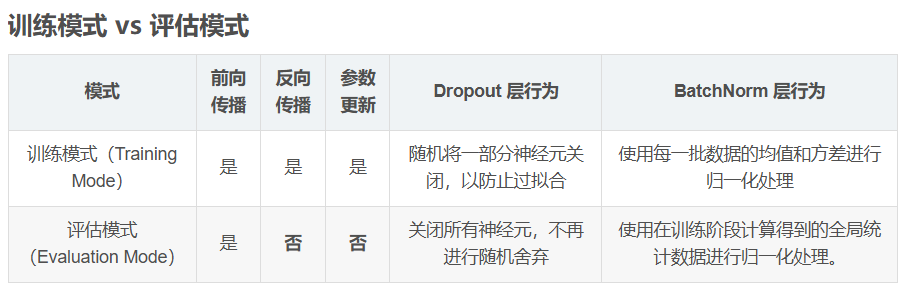 训练模式 vs 评估模式
模式
前向
传播
反向
传播
参数
更新
Dropout 层行为
BatchNorm 层行为
训练模式（Training
Mode）
是
是
是
随机将一部分神经元关
闭，以防止过拟合
使用每一批数据的均值和方差进行
归一化处理
评估模式
（Evaluation Mode）
是
否
否
关闭所有神经元，不再
进行随机舍弃
使用在训练阶段计算得到的全局统
计数据进行归一化处理。